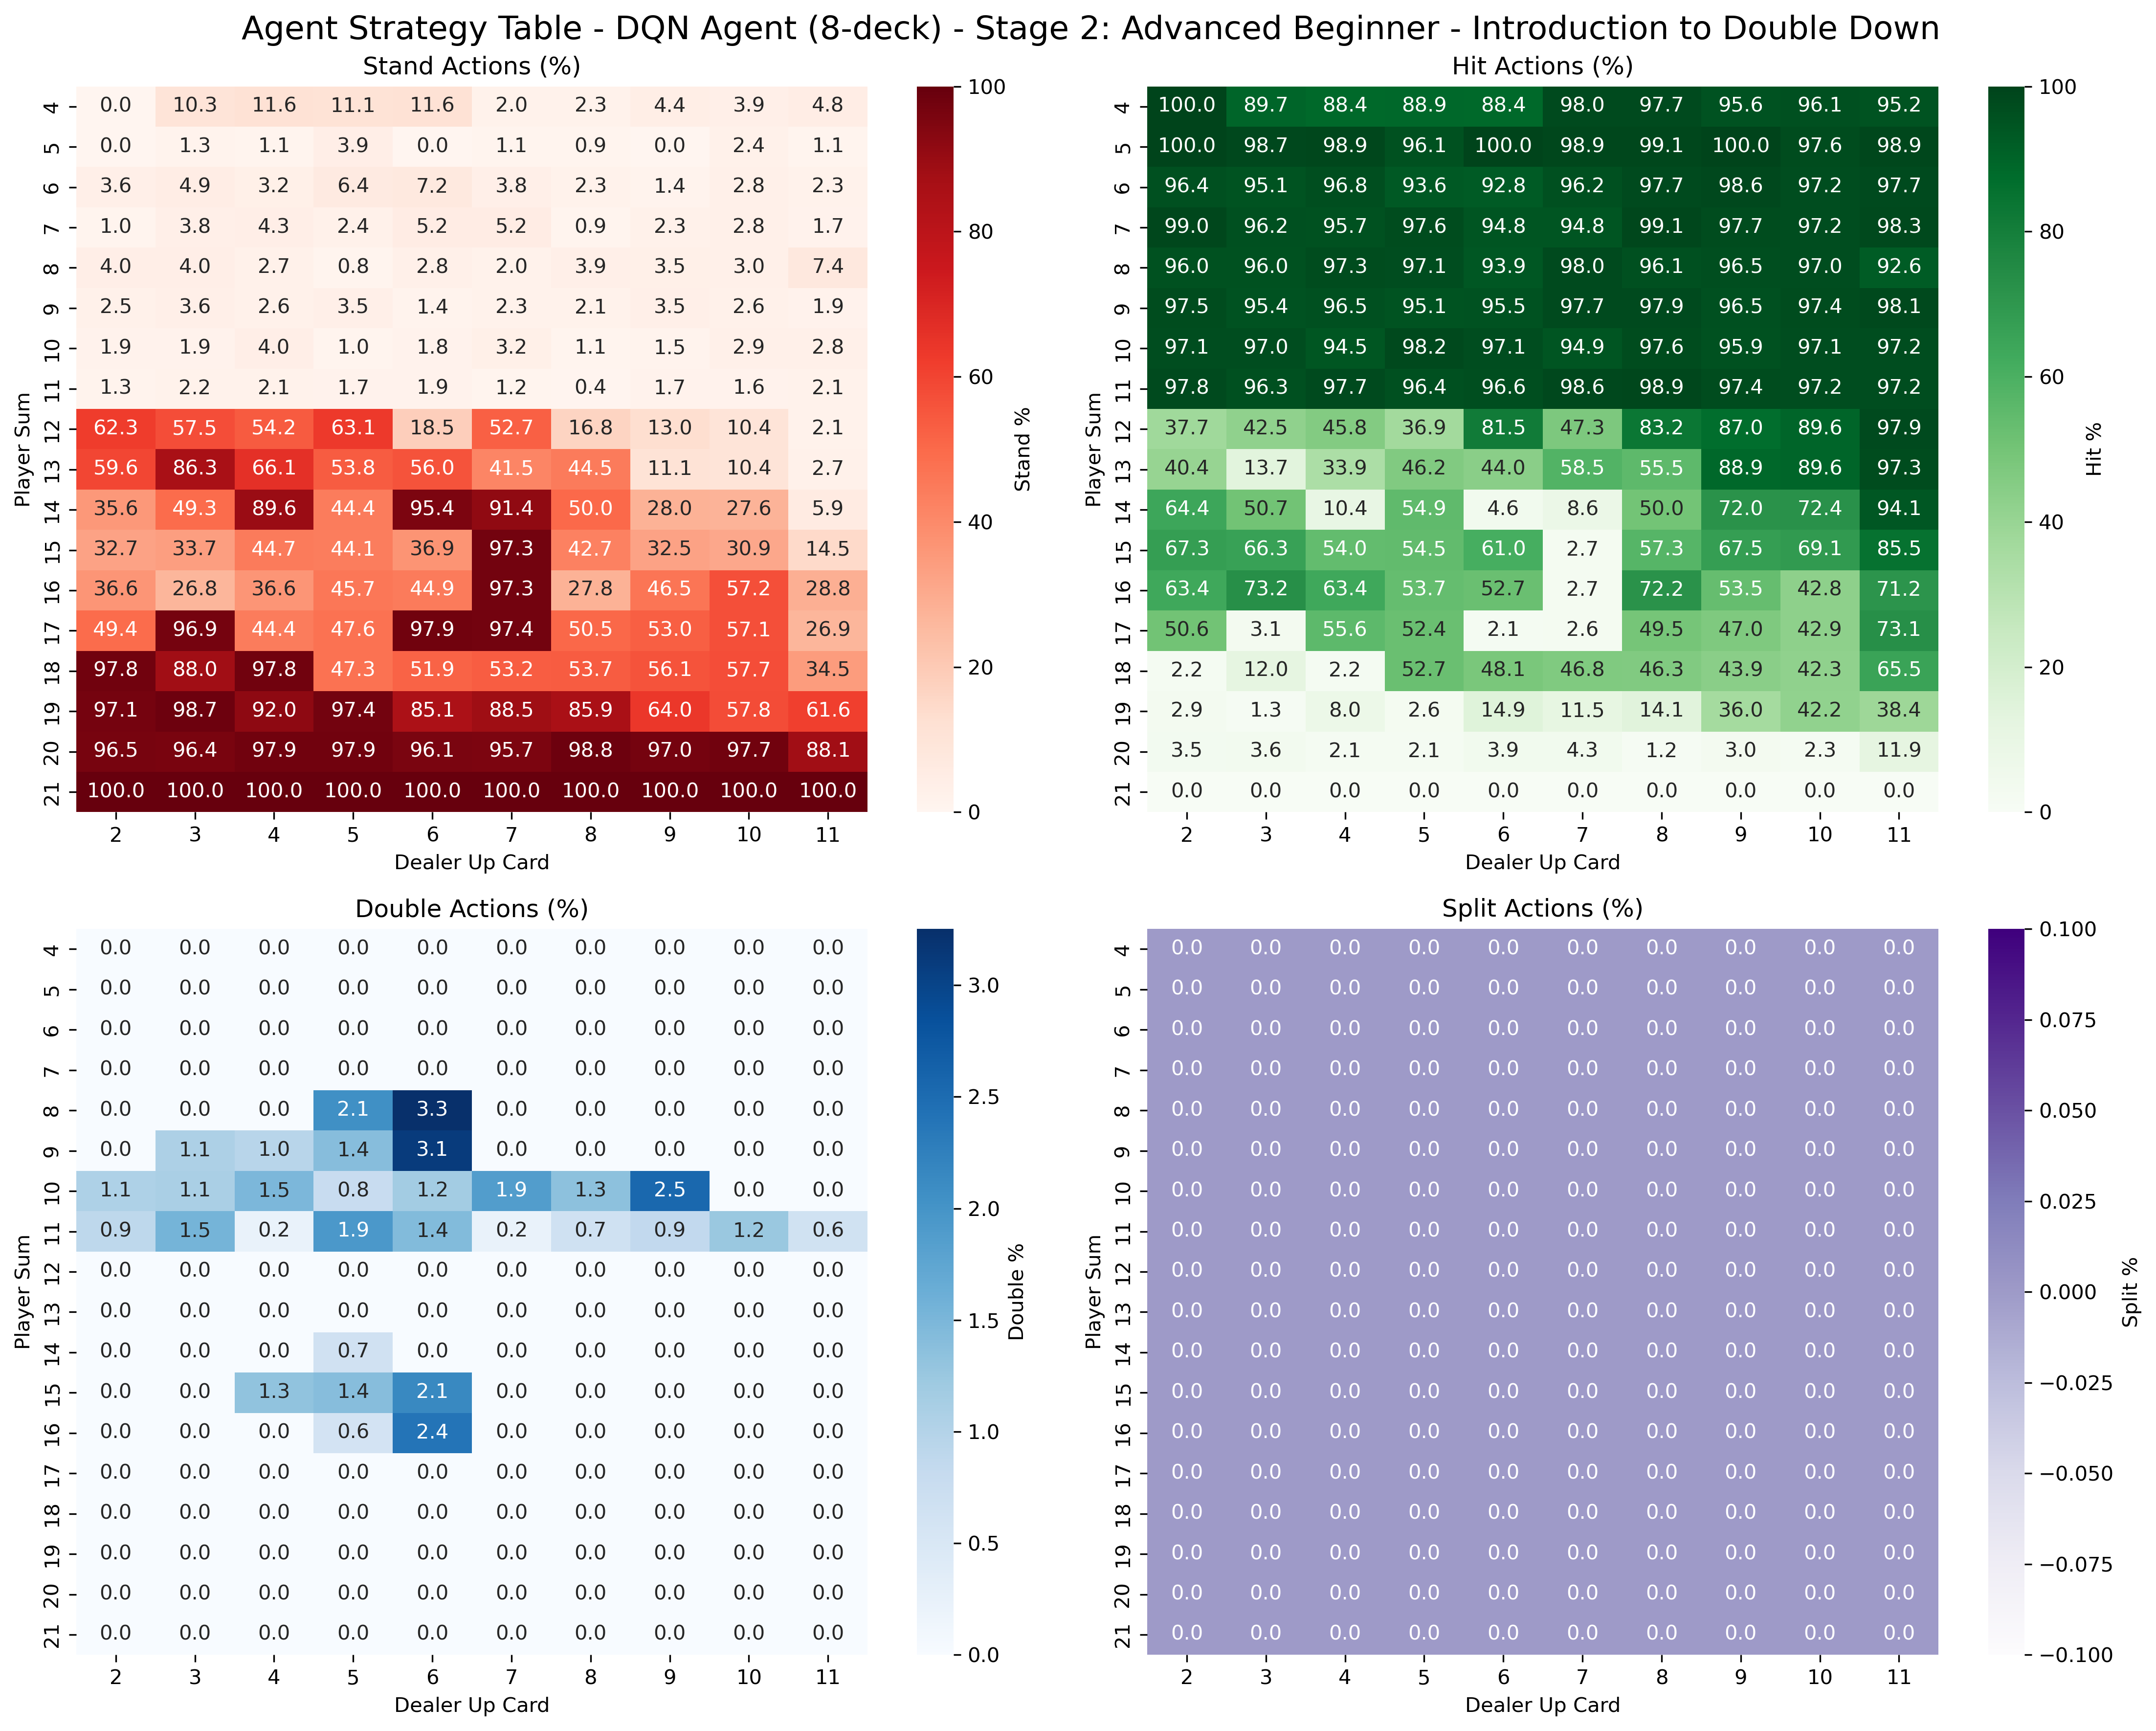 Agent Strategy Table - DQN Agent (8-deck) - Stage 2: Advanced Beginner - Introduction to Double Down
Stand Actions (%)
4 0.0 10.3 11.6 11.1 11.6 2.0 2.3 4.4 3.9 4.8
5 0.0 1.3 1.1 3.9 0.0 1.1 0.9 0.0 2.4 1.1
6 3.6 4.9 3.2 6.4 7.2 3.8 2.3 1.4 2.8 2.3
7 1.0 3.8 4.3 2.4 5.2 5.2 0.9 2.3 2.8 1.7
8 4.0 4.0 2.7 0.8 2.8 2.0 3.9 3.5 3.0 7.4
9 2.5 3.6 2.6 3.5 1.4 2.3 2.1 3.5 2.6 1.9
10 1.9 1.9 4.0 1.0 1.8 3.2 1.1 1.5 2.9 2.8
11 1.3 2.2 2.1 1.7 1.9 1.2 0.4 1.7 1.6 2.1
12 62.3 57.5 54.2 63.1 18.5 52.7 16.8 13.0 10.4 2.1
13 59.6 86.3 66.1 53.8 56.0 41.5 44.5 11.1 10.4 2.7
14 35.6 49.3 89.6 44.4 95.4 91.4 50.0 28.0 27.6 5.9
15 32.7 33.7 44.7 44.1 36.9 97.3 42.7 32.5 30.9 14.5
16 36.6 26.8 36.6 45.7 44.9 97.3 27.8 46.5 57.2 28.8
17 49.4 96.9 44.4 47.6 97.9 97.4 50.5 53.0 57.1 26.9
18 97.8 88.0 97.8 47.3 51.9 53.2 53.7 56.1 57.7 34.5
19 97.1 98.7 92.0 97.4 85.1 88.5 85.9 64.0 57.8 61.6
20 96.5 96.4 97.9 97.9 96.1 95.7 98.8 97.0 97.7 88.1
21 100.0 100.0 100.0 100.0 100.0 100.0 100.0 100.0 100.0 100.0
2 3 4 5 6 7 8 9 10 11
Dealer Up Card
Player Sum
100
80
60
40
20
0
Stand %
Hit Actions (%)
4 100.0 89.7 88.4 88.9 88.4 98.0 97.7 95.6 96.1 95.2
5 100.0 98.7 98.9 96.1 100.0 98.9 99.1 100.0 97.6 98.9
6 96.4 95.1 96.8 93.6 92.8 96.2 97.7 98.6 97.2 97.7
7 99.0 96.2 95.7 97.6 94.8 94.8 99.1 97.7 97.2 98.3
8 96.0 96.0 97.3 97.1 93.9 98.0 96.1 96.5 97.0 92.6
9 97.5 95.4 96.5 95.1 95.5 97.7 97.9 96.5 97.4 98.1
10 97.1 97.0 94.5 98.2 97.1 94.9 97.6 95.9 97.1 97.2
11 97.8 96.3 97.7 96.4 96.6 98.6 98.9 97.4 97.2 97.2
12 37.7 42.5 45.8 36.9 81.5 47.3 83.2 87.0 89.6 97.9
13 40.4 13.7 33.9 46.2 44.0 58.5 55.5 88.9 89.6 97.3
14 64.4 50.7 10.4 54.9 4.6 8.6 50.0 72.0 72.4 94.1
15 67.3 66.3 54.0 54.5 61.0 2.7 57.3 67.5 69.1 85.5
16 63.4 73.2 63.4 53.7 52.7 2.7 72.2 53.5 42.8 71.2
17 50.6 3.1 55.6 52.4 2.1 2.6 49.5 47.0 42.9 73.1
18 2.2 12.0 2.2 52.7 48.1 46.8 46.3 43.9 42.3 65.5
19 2.9 1.3 8.0 2.6 14.9 11.5 14.1 36.0 42.2 38.4
20 3.5 3.6 2.1 2.1 3.9 4.3 1.2 3.0 2.3 11.9
21 0.0 0.0 0.0 0.0 0.0 0.0 0.0 0.0 0.0 0.0
2 3 4 5 6 7 8 9 10 11
Dealer Up Card
Player Sum
100
80
60
40
20
0
Hit %
Double Actions (%)
4 0.0 0.0 0.0 0.0 0.0 0.0 0.0 0.0 0.0 0.0
5 0.0 0.0 0.0 0.0 0.0 0.0 0.0 0.0 0.0 0.0
6 0.0 0.0 0.0 0.0 0.0 0.0 0.0 0.0 0.0 0.0
7 0.0 0.0 0.0 0.0 0.0 0.0 0.0 0.0 0.0 0.0
8 0.0 0.0 0.0 2.1 3.3 0.0 0.0 0.0 0.0 0.0
9 0.0 1.1 1.0 1.4 3.1 0.0 0.0 0.0 0.0 0.0
10 1.1 1.1 1.5 0.8 1.2 1.9 1.3 2.5 0.0 0.0
11 0.9 1.5 0.2 1.9 1.4 0.2 0.7 0.9 1.2 0.6
12 0.0 0.0 0.0 0.0 0.0 0.0 0.0 0.0 0.0 0.0
13 0.0 0.0 0.0 0.0 0.0 0.0 0.0 0.0 0.0 0.0
14 0.0 0.0 0.0 0.7 0.0 0.0 0.0 0.0 0.0 0.0
15 0.0 0.0 1.3 1.4 2.1 0.0 0.0 0.0 0.0 0.0
16 0.0 0.0 0.0 0.6 2.4 0.0 0.0 0.0 0.0 0.0
17 0.0 0.0 0.0 0.0 0.0 0.0 0.0 0.0 0.0 0.0
18 0.0 0.0 0.0 0.0 0.0 0.0 0.0 0.0 0.0 0.0
19 0.0 0.0 0.0 0.0 0.0 0.0 0.0 0.0 0.0 0.0
20 0.0 0.0 0.0 0.0 0.0 0.0 0.0 0.0 0.0 0.0
21 0.0 0.0 0.0 0.0 0.0 0.0 0.0 0.0 0.0 0.0
2 3 4 5 6 7 8 9 10 11
Dealer Up Card
Player Sum
3.0
2.5
2.0
1.5
1.0
0.5
0.0
Double %
Split Actions (%)
4 0.0 0.0 0.0 0.0 0.0 0.0 0.0 0.0 0.0 0.0
5 0.0 0.0 0.0 0.0 0.0 0.0 0.0 0.0 0.0 0.0
6 0.0 0.0 0.0 0.0 0.0 0.0 0.0 0.0 0.0 0.0
7 0.0 0.0 0.0 0.0 0.0 0.0 0.0 0.0 0.0 0.0
8 0.0 0.0 0.0 0.0 0.0 0.0 0.0 0.0 0.0 0.0
9 0.0 0.0 0.0 0.0 0.0 0.0 0.0 0.0 0.0 0.0
10 0.0 0.0 0.0 0.0 0.0 0.0 0.0 0.0 0.0 0.0
11 0.0 0.0 0.0 0.0 0.0 0.0 0.0 0.0 0.0 0.0
12 0.0 0.0 0.0 0.0 0.0 0.0 0.0 0.0 0.0 0.0
13 0.0 0.0 0.0 0.0 0.0 0.0 0.0 0.0 0.0 0.0
14 0.0 0.0 0.0 0.0 0.0 0.0 0.0 0.0 0.0 0.0
15 0.0 0.0 0.0 0.0 0.0 0.0 0.0 0.0 0.0 0.0
16 0.0 0.0 0.0 0.0 0.0 0.0 0.0 0.0 0.0 0.0
17 0.0 0.0 0.0 0.0 0.0 0.0 0.0 0.0 0.0 0.0
18 0.0 0.0 0.0 0.0 0.0 0.0 0.0 0.0 0.0 0.0
19 0.0 0.0 0.0 0.0 0.0 0.0 0.0 0.0 0.0 0.0
20 0.0 0.0 0.0 0.0 0.0 0.0 0.0 0.0 0.0 0.0
21 0.0 0.0 0.0 0.0 0.0 0.0 0.0 0.0 0.0 0.0
2 3 4 5 6 7 8 9 10 11
Dealer Up Card
Player Sum
0.100
0.075
0.050
0.025
0.000
−0.025
−0.050
−0.075
−0.100
Split %